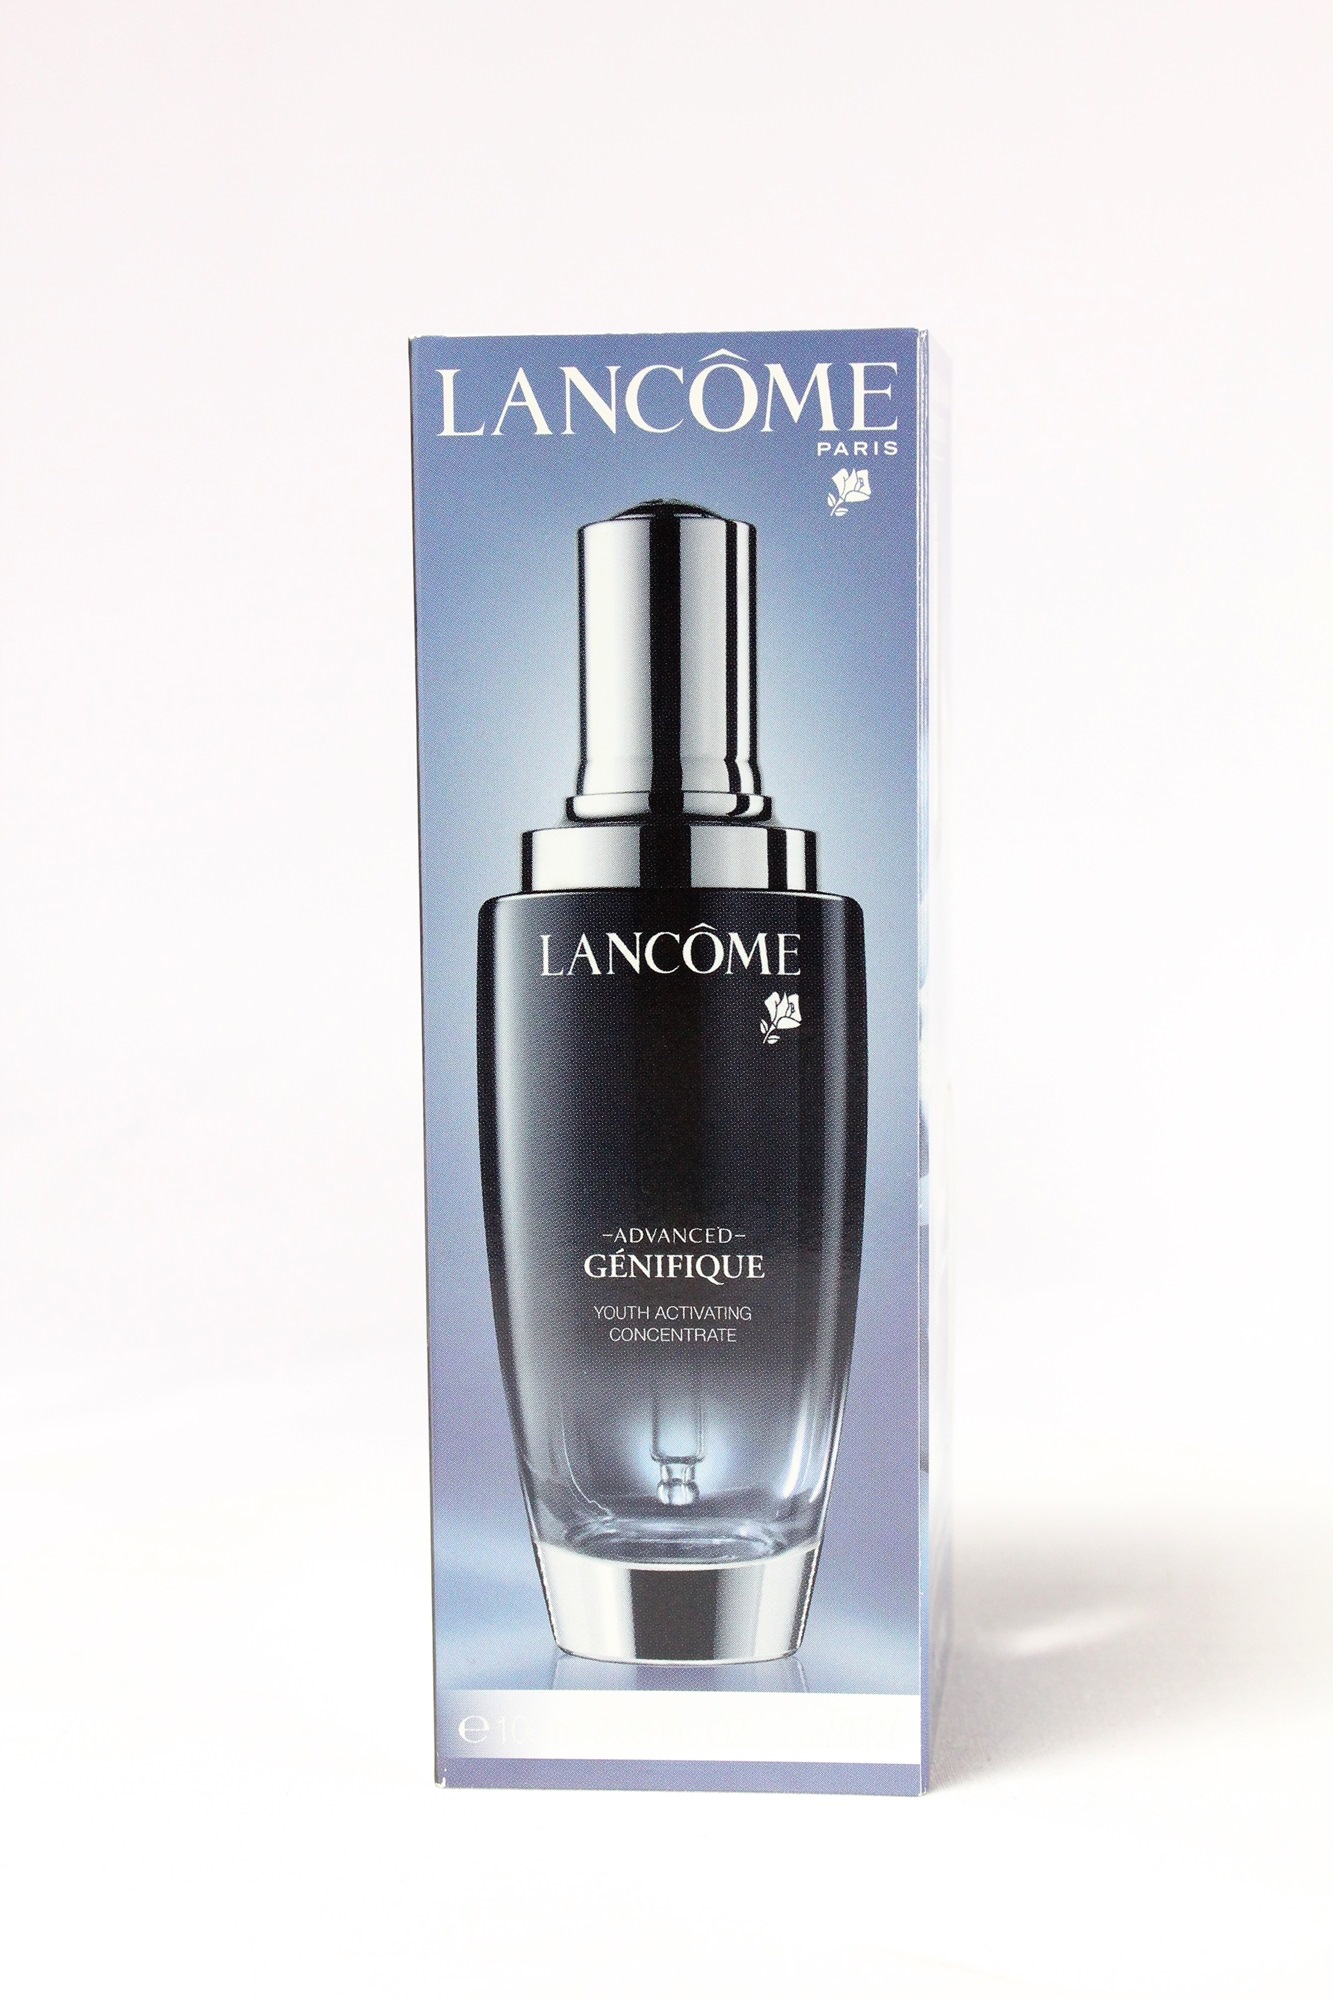 LANCÔME
PARIS
LANCÔME
-ADVANCED-
GÉNIFIQUE
YOUTH ACTIVATING
CONCENTRATE